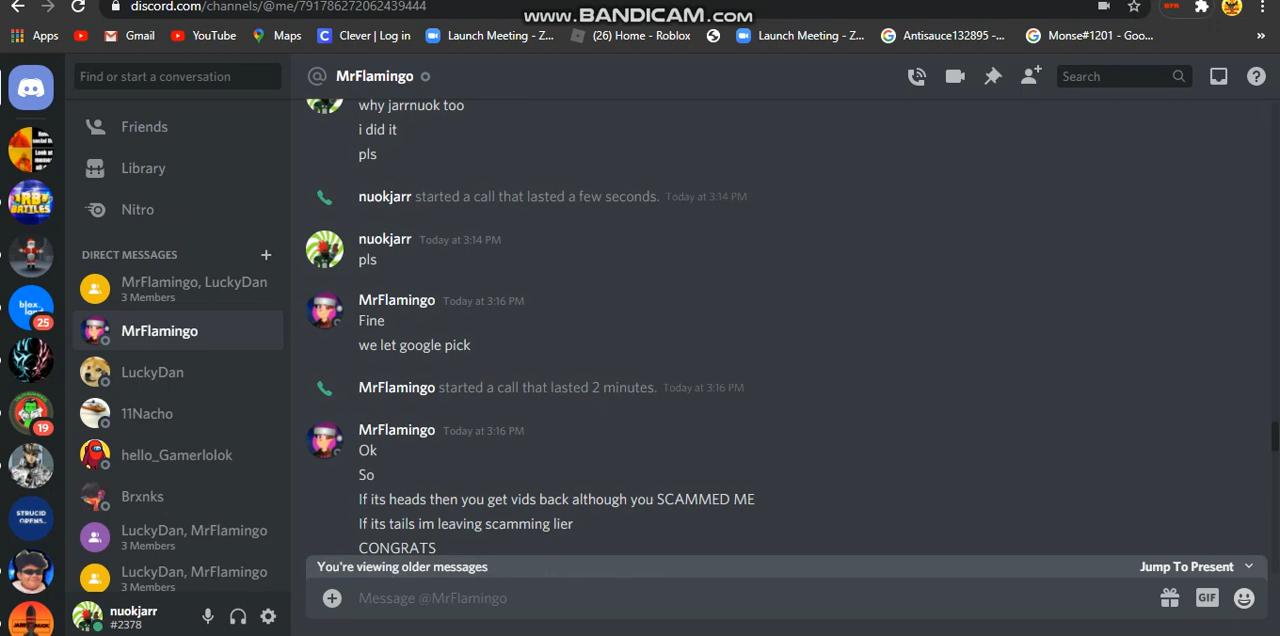 discord.com/channels/@me/791786272062439444
www.BANDICAM.com
Apps
Gmail
YouTube
Maps
Clever | Log in
Launch Meeting - Z...
(26) Home - Roblox
Launch Meeting - Z...
Antisauce132895 -...
Monse#1201 - Goo...
»
Find or start a conversation
Friends
Library
Nitro
DIRECT MESSAGES
MrFlamingo, LuckyDan
3 Members
MrFlamingo
LuckyDan
11Nacho
hello_Gamerlolok
Brxnks
LuckyDan, MrFlamingo
3 Members
LuckyDan, MrFlamingo
3 Members
nuokjarr
#2378
25
19
STRUCID
MrFlamingo
Search
why jarrnuok too
i did it
pls
nuokjarr started a call that lasted a few seconds. Today at 3:14 PM
nuokjarr Today at 3:14 PM
pls
MrFlamingo Today at 3:16 PM
Fine
we let google pick
MrFlamingo started a call that lasted 2 minutes. Today at 3:16 PM
MrFlamingo Today at 3:16 PM
Ok
So
If its heads then you get vids back although you SCAMMED ME
If its tails im leaving scamming lier
CONGRATS
You're viewing older messages
Jump To Present
Message @MrFlamingo
GIF